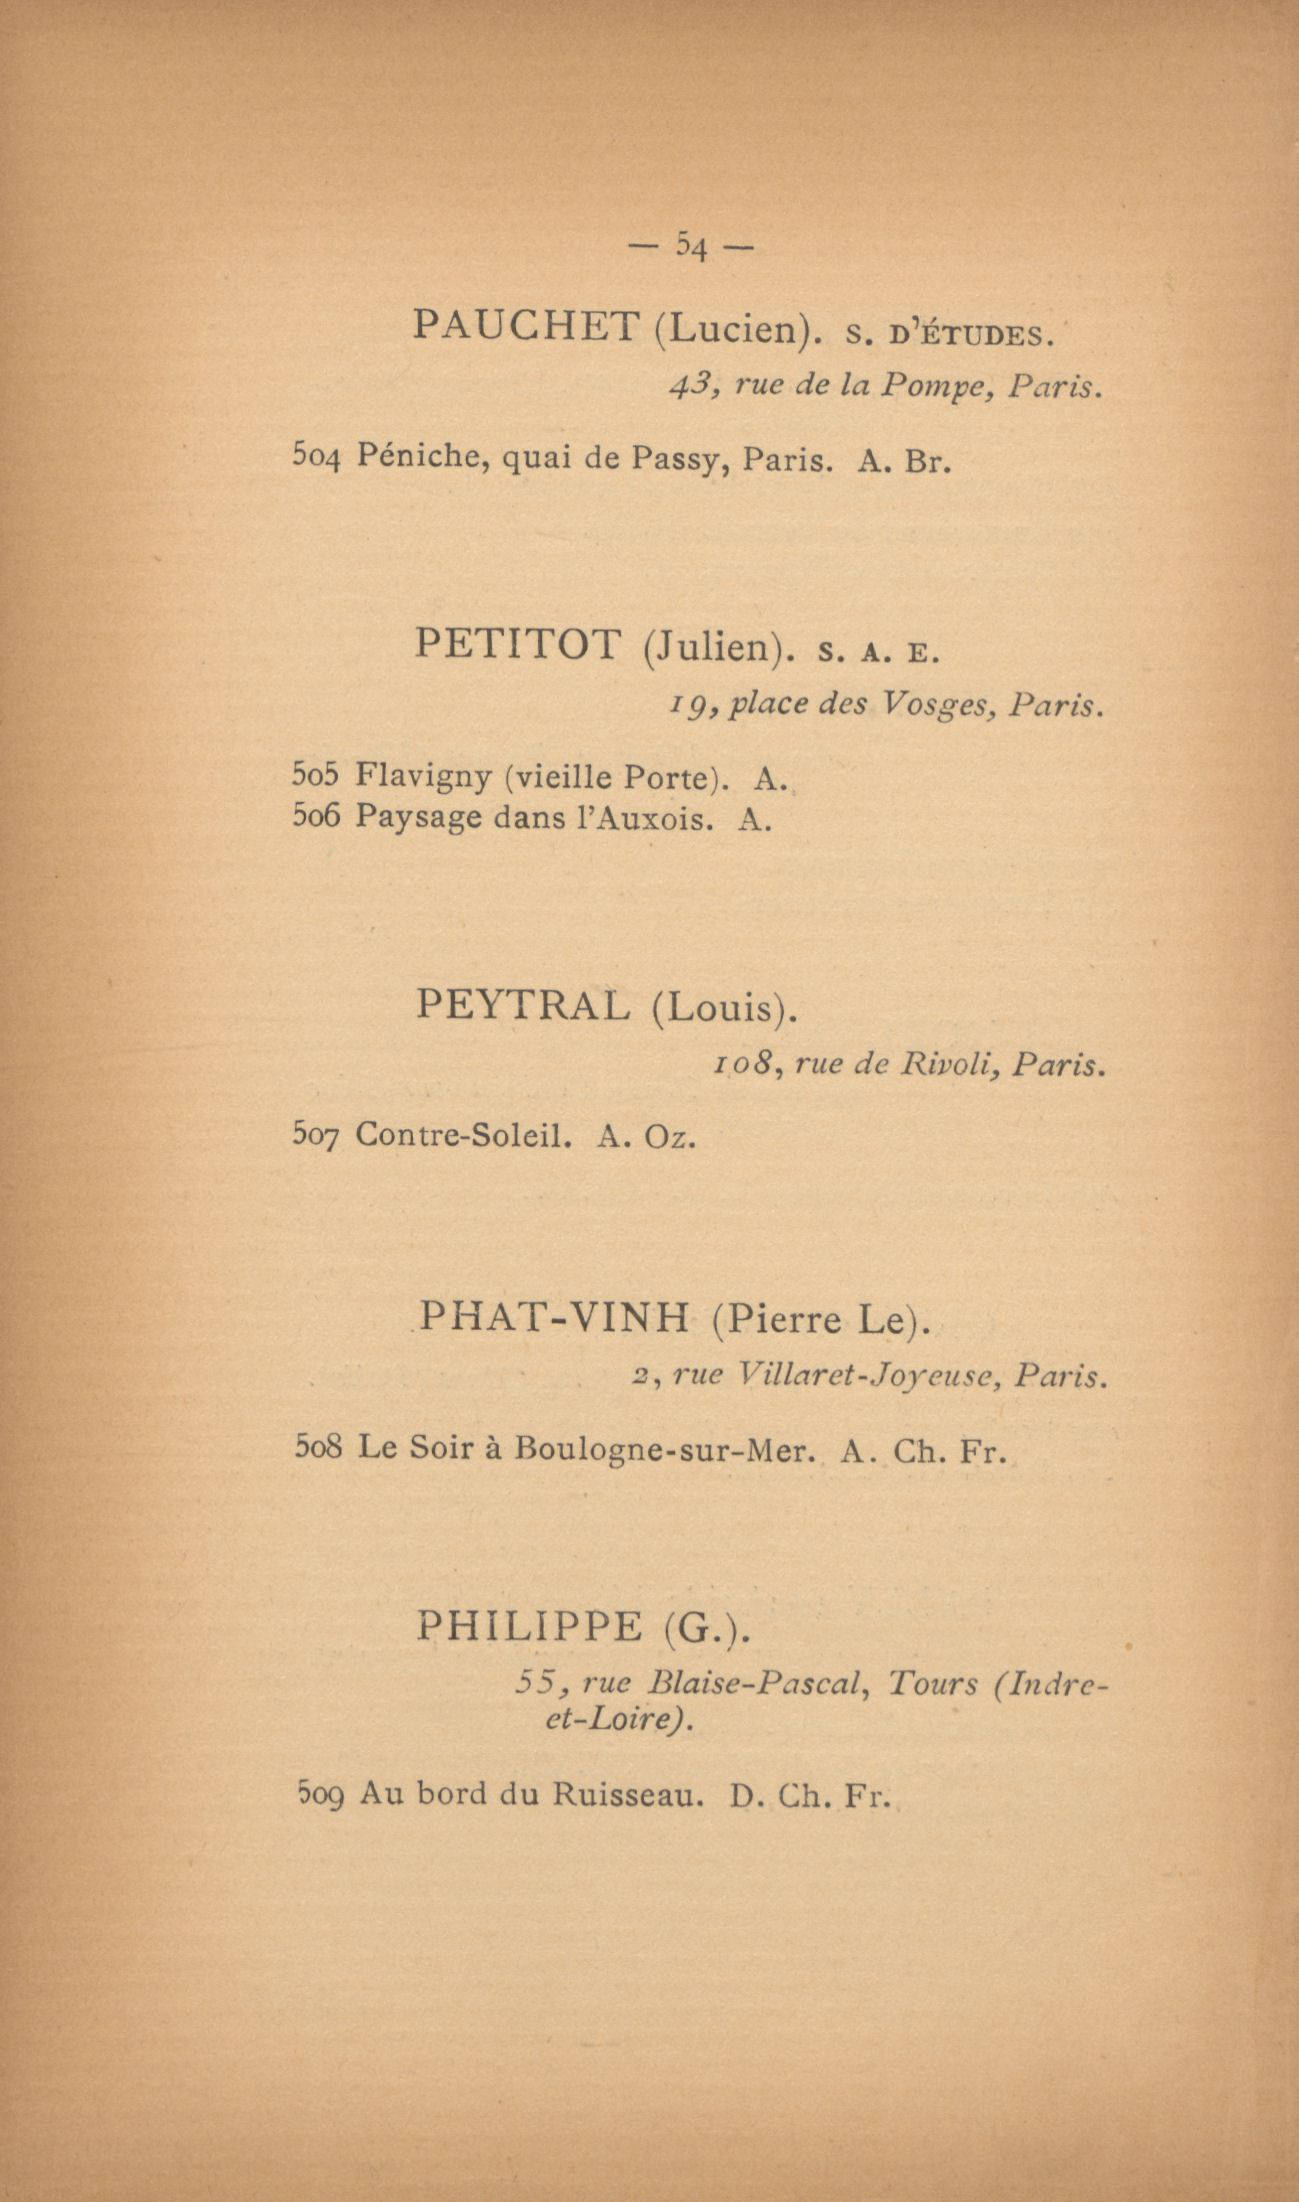 — 54 —
PAUCHET (Lucien). S. D'ÉTUDES.
43, rue de la Pompe, Paris.
504 Péniche, quai de Passy, Paris. A. Br.
PETITOT (Julien). S. A. E.
19, place des Vosges, Paris.
505 Flavigny (vieille Porte). A.
506 Paysage dans l'Auxois. A.
PEYTRAL (Louis).
108, rue de Rivoli, Paris.
507 Contre-Soleil. A. Oz.
PHAT-VINH (Pierre Le).
2, rue Villaret-Joyeuse, Paris.
508 Le Soir à Boulogne-sur-Mer. A. Ch. Fr.
PHILIPPE (G.).
55, rue Blaise-Pascal, Tours (Indre-
et-Loire).
509 Au bord du Ruisseau. D. Ch. Fr.